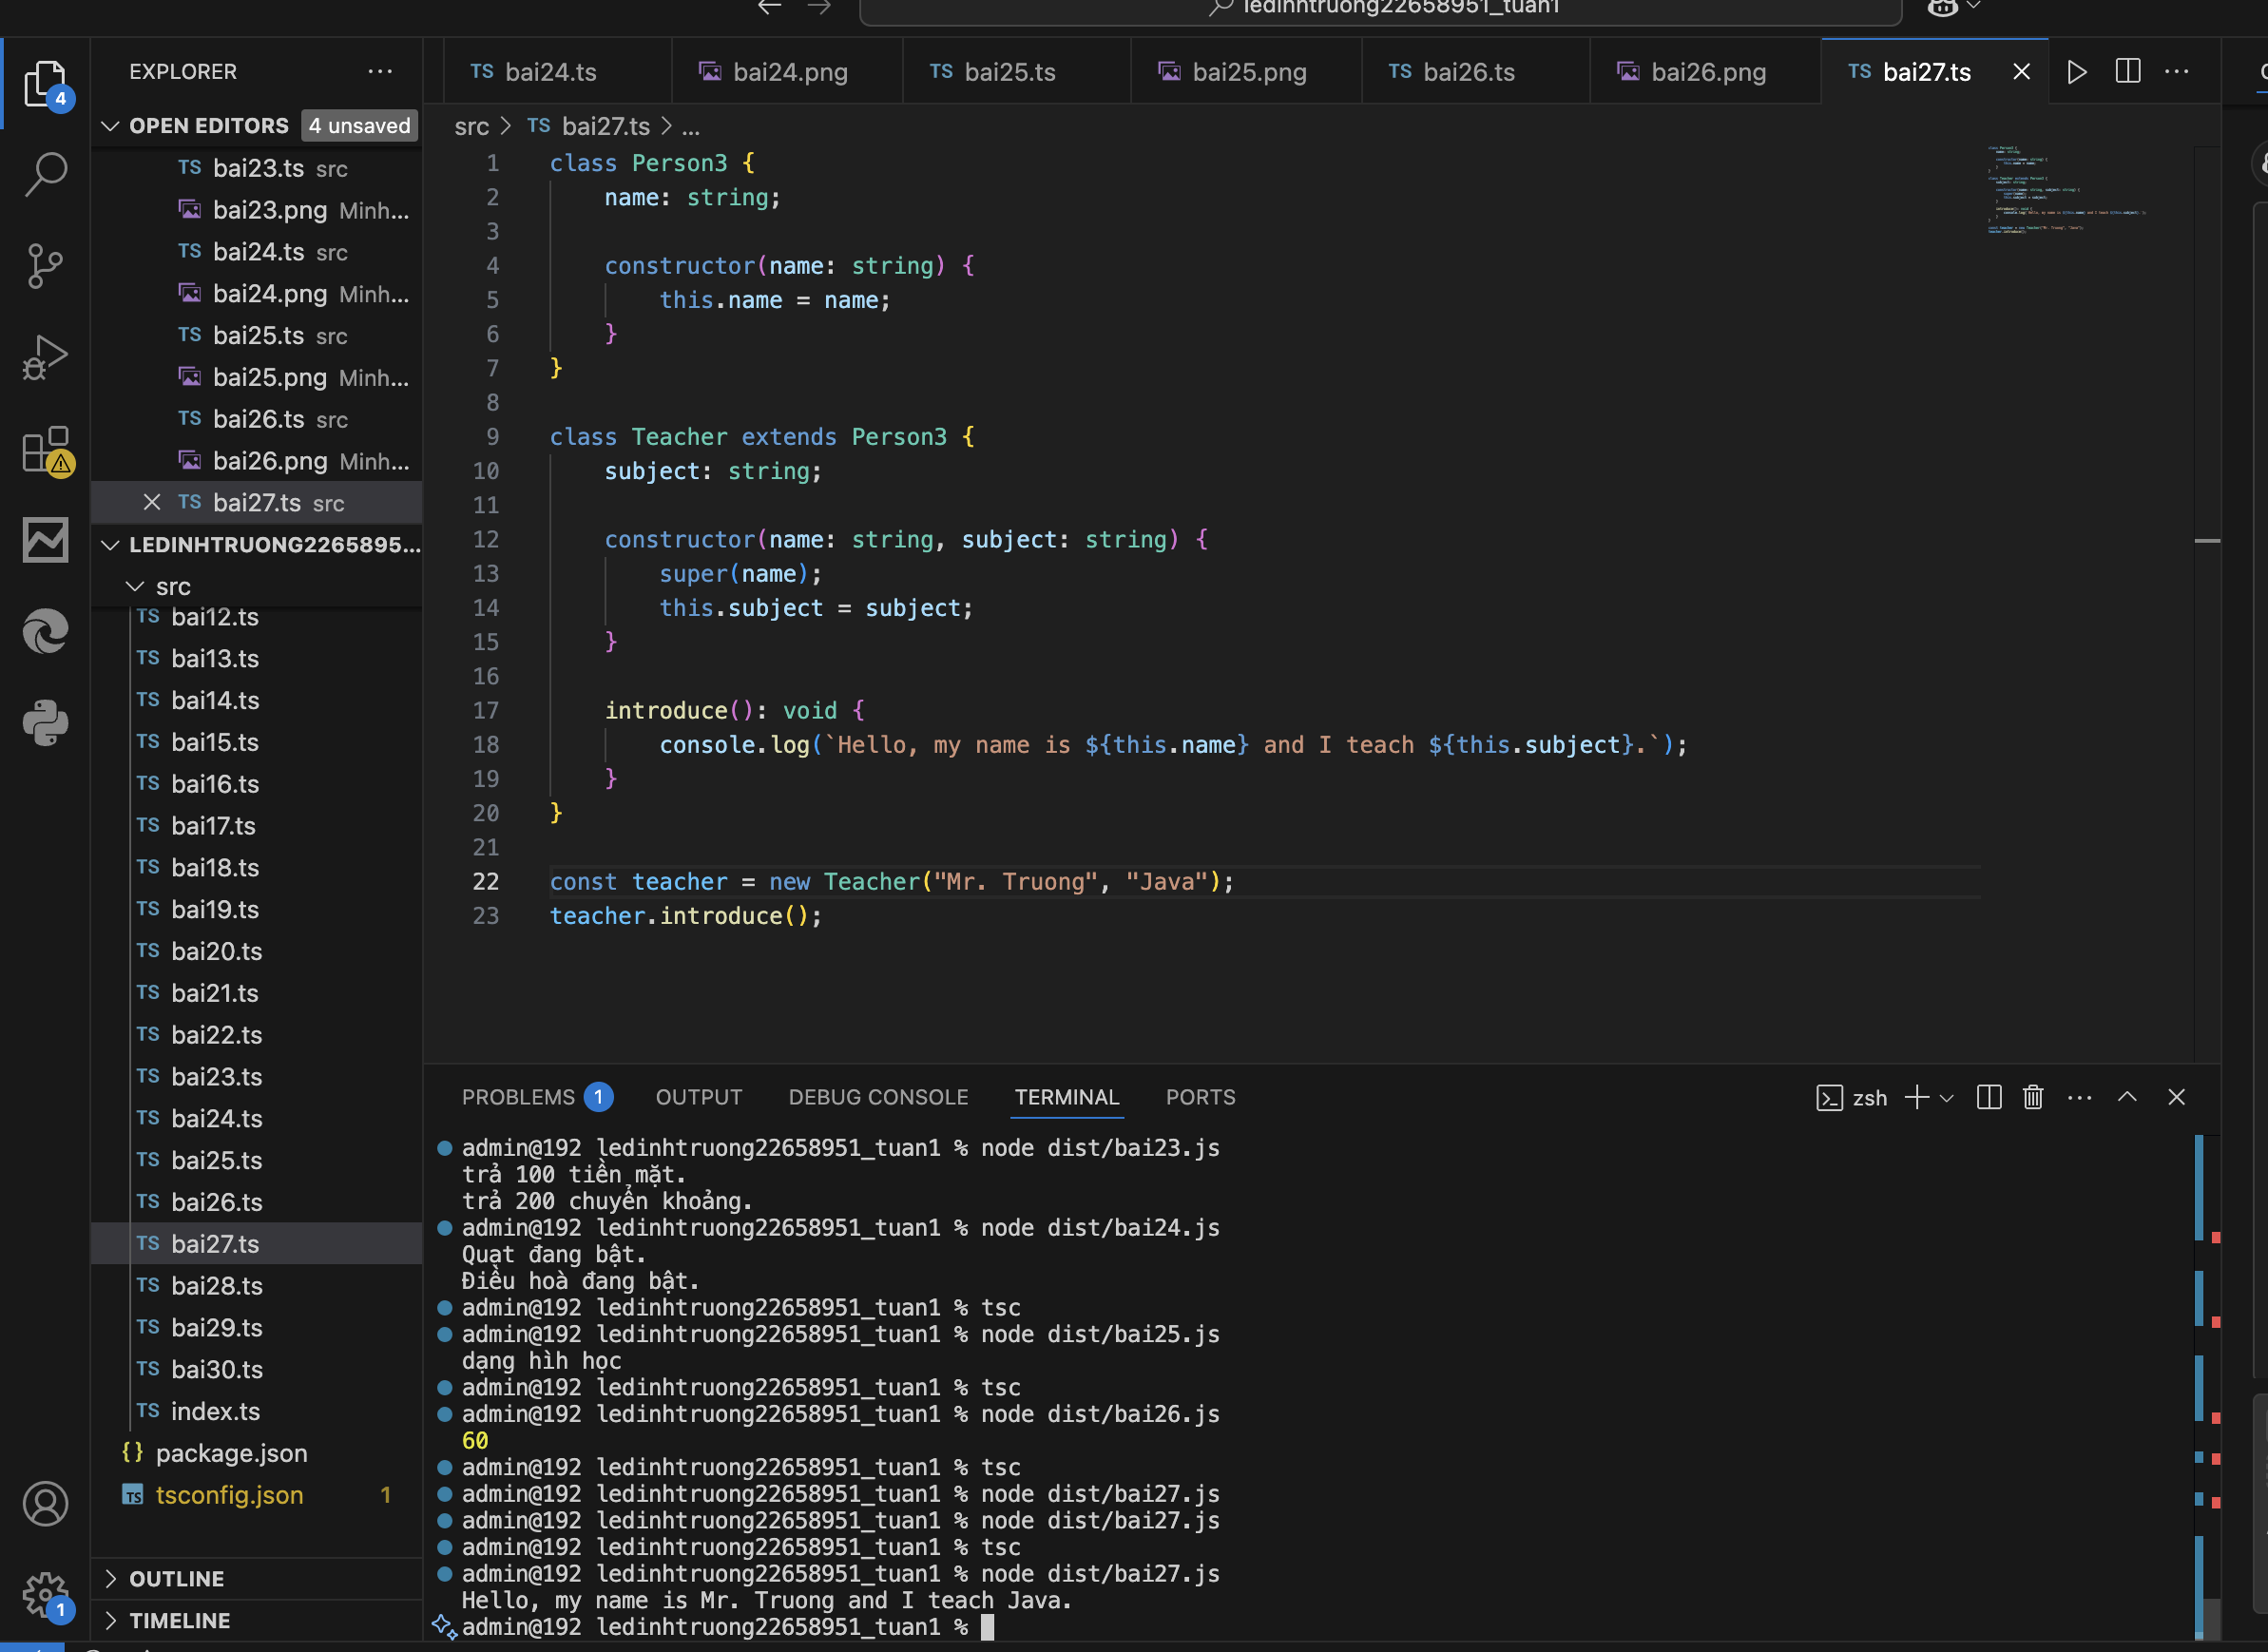 ledinhtruong22658951_tuan1
EXPLORER
4
OPEN EDITORS 4 unsaved
TS bai23.ts src
bai23.png Minh...
TS bai24.ts src
bai24.png Minh...
TS bai25.ts src
bai25.png Minh...
TS bai26.ts src
bai26.png Minh...
TS bai27.ts src
LEDINHTRUONG2265895...
src
TS bai12.ts
TS bai13.ts
TS bai14.ts
TS bai15.ts
TS bai16.ts
TS bai17.ts
TS bai18.ts
TS bai19.ts
TS bai20.ts
TS bai21.ts
TS bai22.ts
TS bai23.ts
TS bai24.ts
TS bai25.ts
TS bai26.ts
TS bai27.ts
TS bai28.ts
TS bai29.ts
TS bai30.ts
TS index.ts
{} package.json
TS tsconfig.json 1
OUTLINE
TIMELINE
1
TS bai24.ts bai24.png TS bai25.ts bai25.png TS bai26.ts bai26.png TS bai27.ts
src > TS bai27.ts > ...
1 class Person3 {
2 name: string;
3
4 constructor(name: string) {
5 this.name = name;
6 }
7 }
8
9 class Teacher extends Person3 {
10 subject: string;
11
12 constructor(name: string, subject: string) {
13 super(name);
14 this.subject = subject;
15 }
16
17 introduce(): void {
18 console.log(`Hello, my name is ${this.name} and I teach ${this.subject}.`);
19 }
20 }
21
22 const teacher = new Teacher("Mr. Truong", "Java");
23 teacher.introduce();
PROBLEMS 1 OUTPUT DEBUG CONSOLE TERMINAL PORTS
zsh
admin@192 ledinhtruong22658951_tuan1 % node dist/bai23.js
trả 100 tiền mặt.
trả 200 chuyển khoảng.
admin@192 ledinhtruong22658951_tuan1 % node dist/bai24.js
Quạt đang bật.
Điều hoà đang bật.
admin@192 ledinhtruong22658951_tuan1 % tsc
admin@192 ledinhtruong22658951_tuan1 % node dist/bai25.js
dạng hìh học
admin@192 ledinhtruong22658951_tuan1 % tsc
admin@192 ledinhtruong22658951_tuan1 % node dist/bai26.js
60
admin@192 ledinhtruong22658951_tuan1 % tsc
admin@192 ledinhtruong22658951_tuan1 % node dist/bai27.js
admin@192 ledinhtruong22658951_tuan1 % node dist/bai27.js
admin@192 ledinhtruong22658951_tuan1 % tsc
admin@192 ledinhtruong22658951_tuan1 % node dist/bai27.js
Hello, my name is Mr. Truong and I teach Java.
admin@192 ledinhtruong22658951_tuan1 %